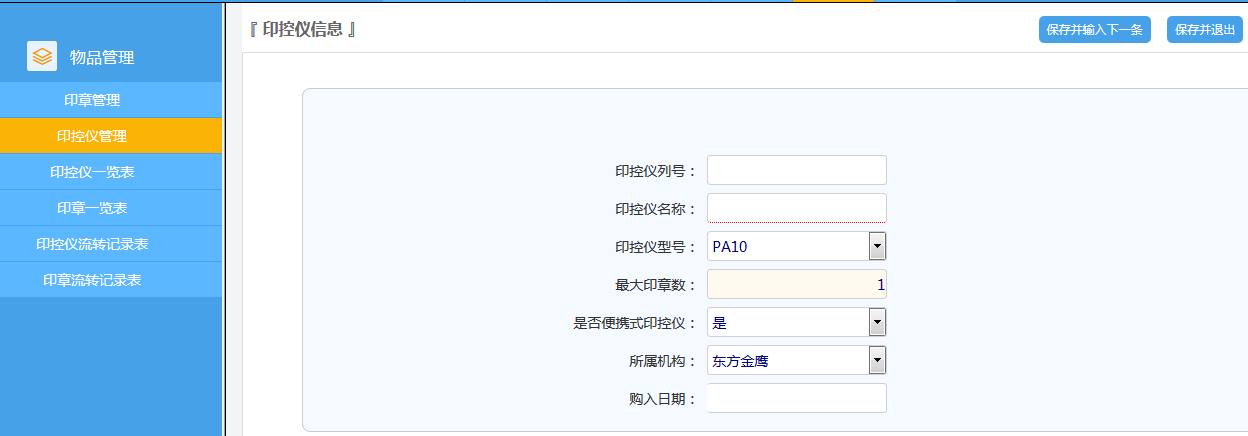 物品管理
印章管理
印控仪管理
印控仪一览表
印章一览表
印控仪流转记录表
印章流转记录表
『 印控仪信息 』
保存并输入下一条
保存并退出
印控仪列号：
印控仪名称：
印控仪型号： PA10
最大印章数： 1
是否便携式印控仪： 是
所属机构： 东方金鹰
购入日期：